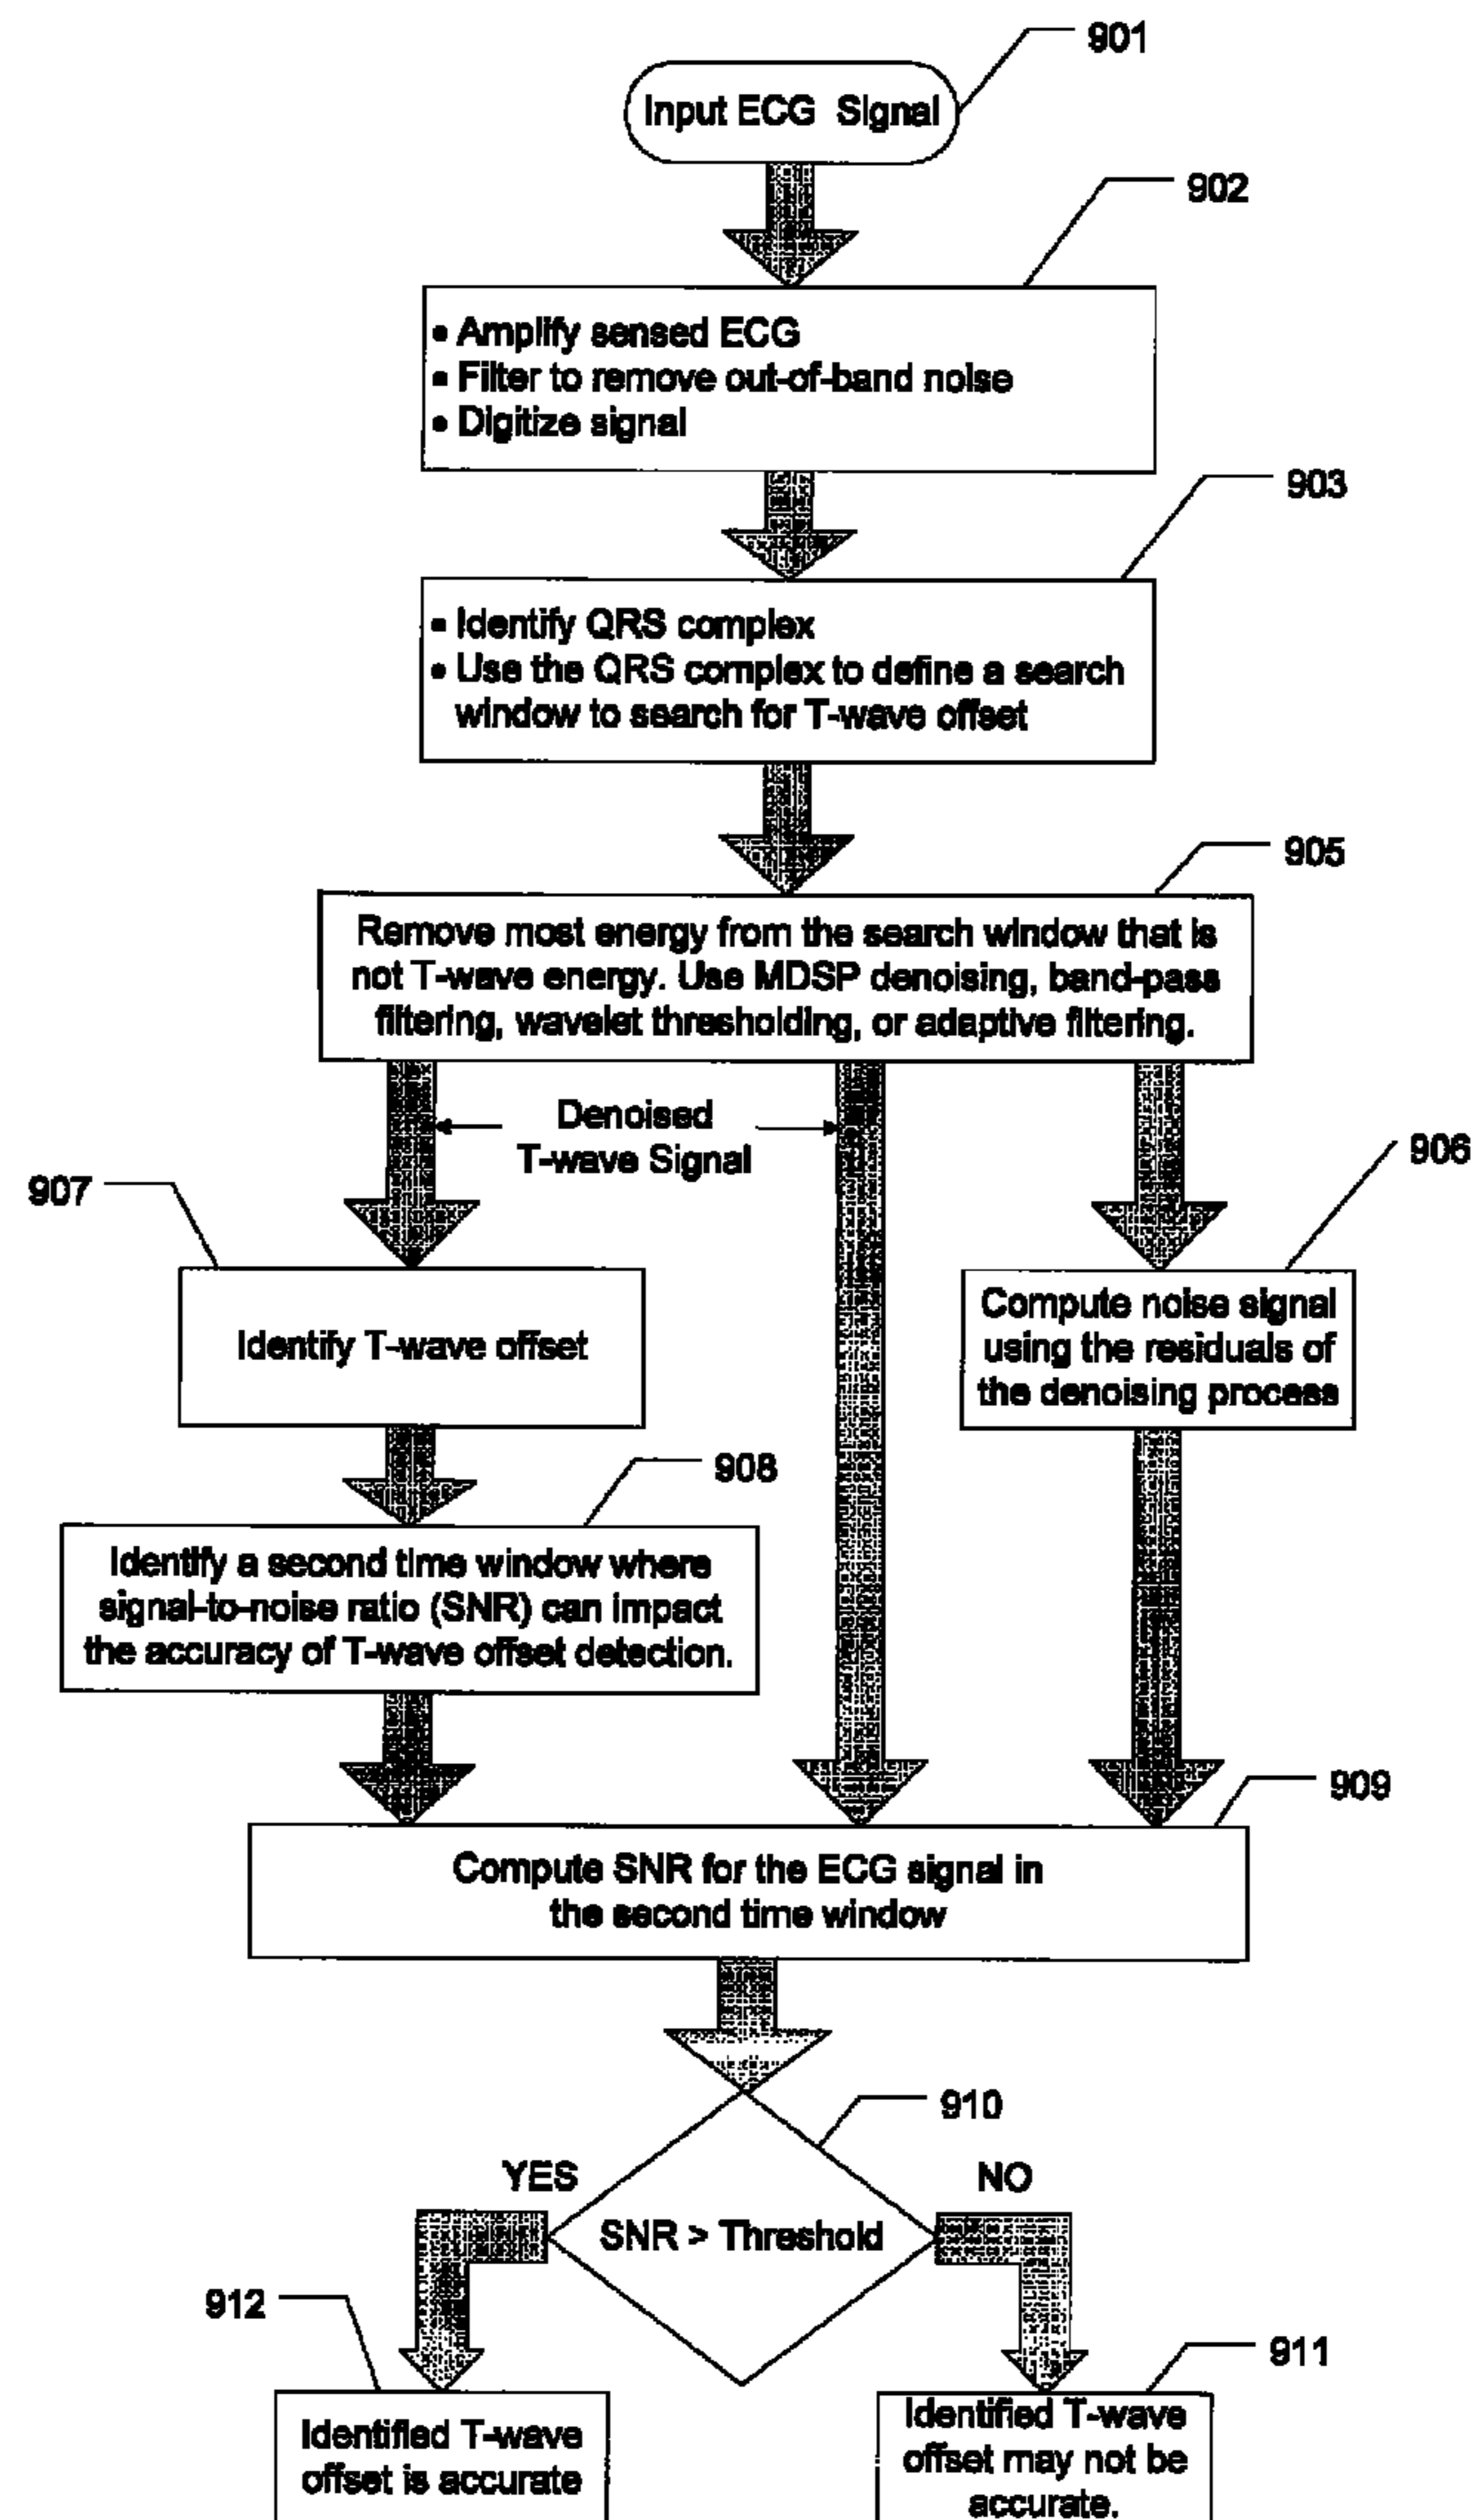 901
Input ECG Signal
902
• Amplify sensed ECG
• Filter to remove out-of-band noise
• Digitize signal
903
• Identify QRS complex
• Use the QRS complex to define a search
window to search for T-wave offset
905
Remove most energy from the search window that is
not T-wave energy. Use MDSP denoising, band-pass
filtering, wavelet thresholding, or adaptive filtering.
Denoised
T-wave Signal
906
907
Compute noise signal
using the residuals of
the denoising process
Identify T-wave offset
908
Identify a second time window where
signal-to-noise ratio (SNR) can impact
the accuracy of T-wave offset detection.
909
Compute SNR for the ECG signal in
the second time window
910
YES
NO
SNR > Threshold
912
911
Identified T-wave
offset is accurate
Identified T-wave
offset may not be
accurate.